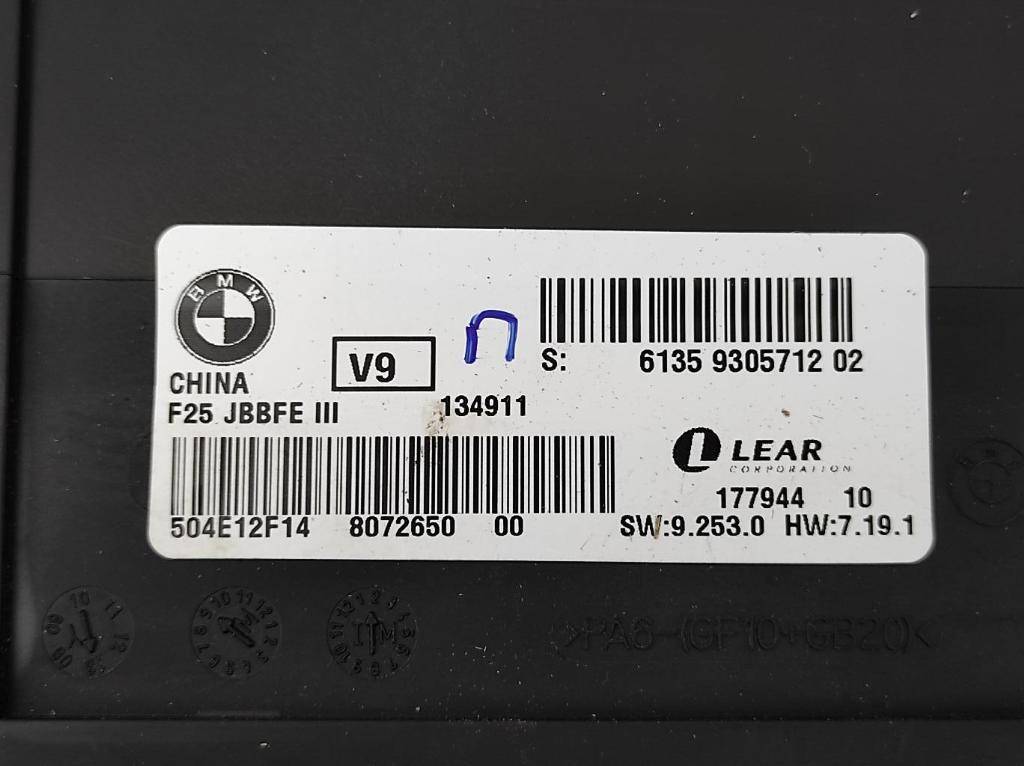 BMW
CHINA
F25 JBBFE III
V9
134911
S: 6135 9305712 02
LEAR
CORPORATION
177944 10
504E12F14 8072650 00
SW:9.253.0 HW:7.19.1
>PA6-(GF10+GB20)<